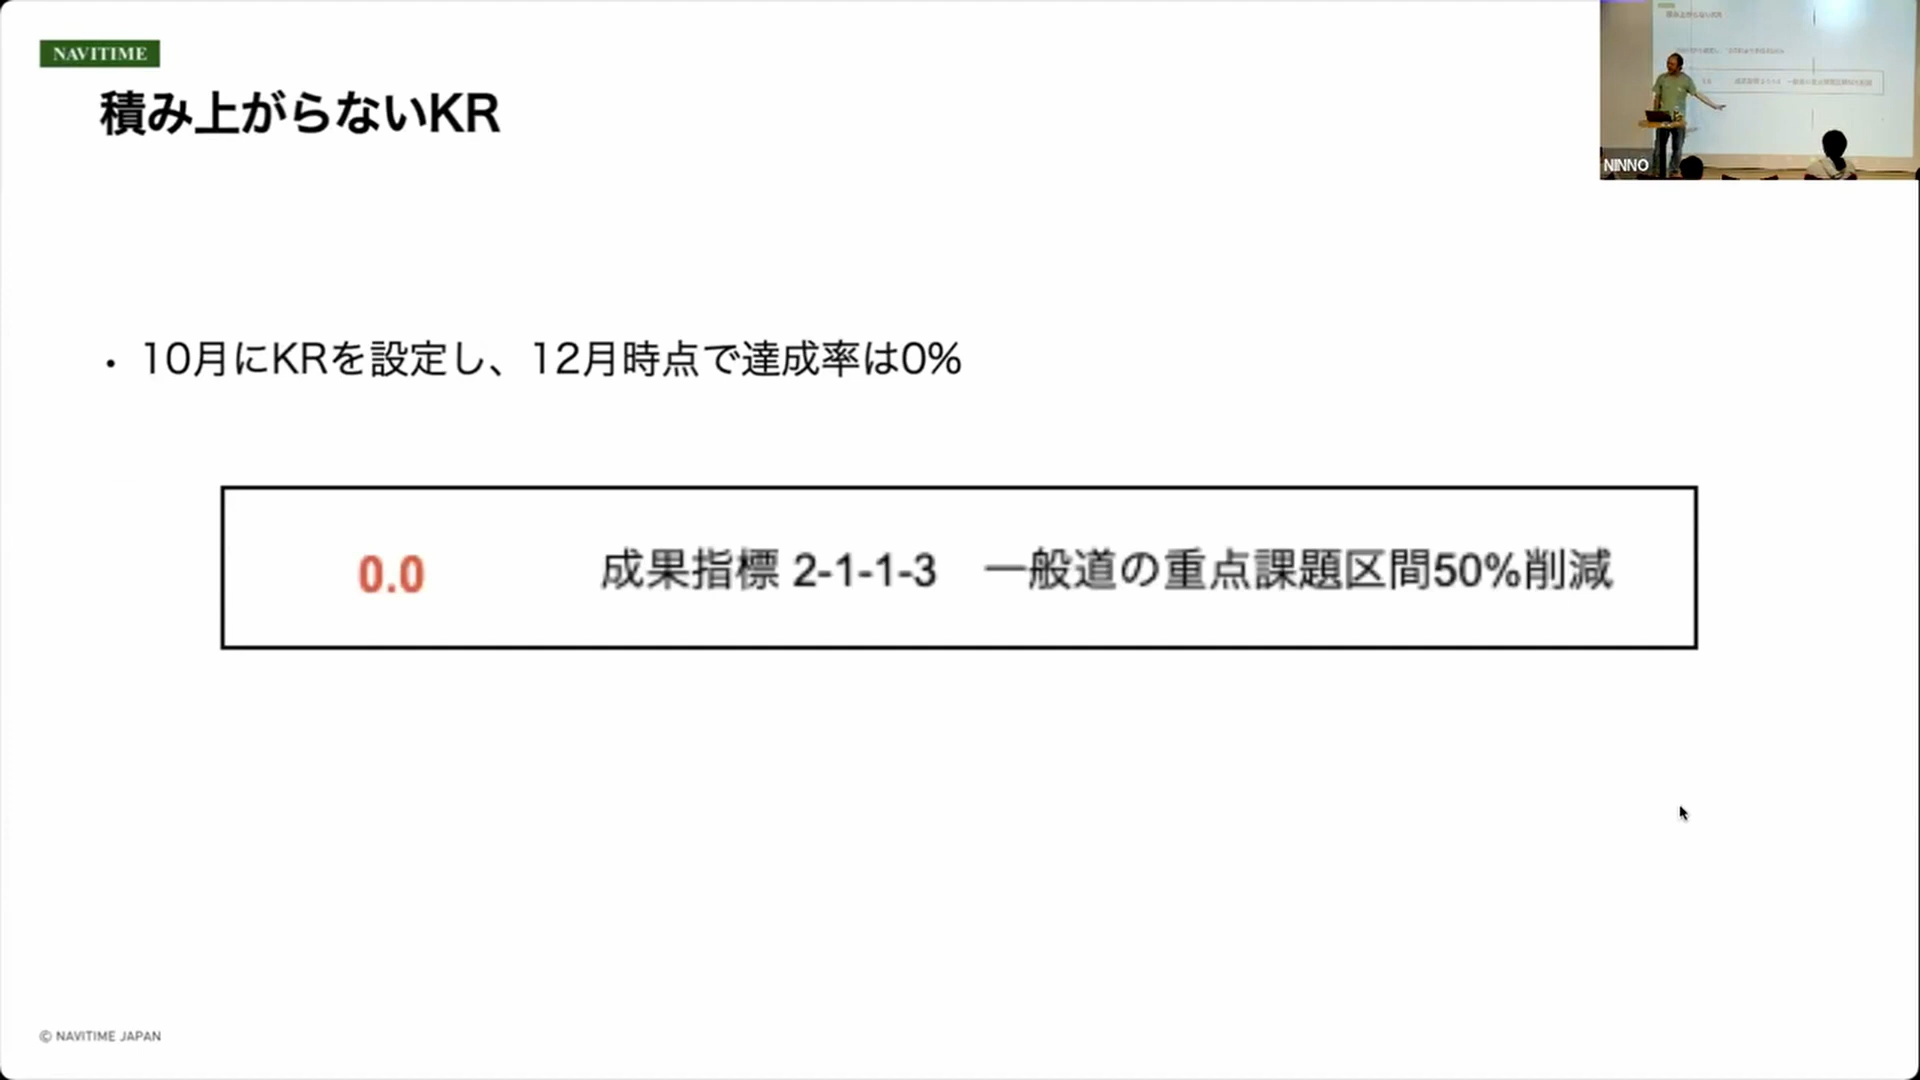 NAVITIME
積み上がらないKR
• 10月にKRを設定し、12月時点で達成率は0%
0.0 成果指標 2-1-1-3 一般道の重点課題区間50%削減
NINNO
© NAVITIME JAPAN